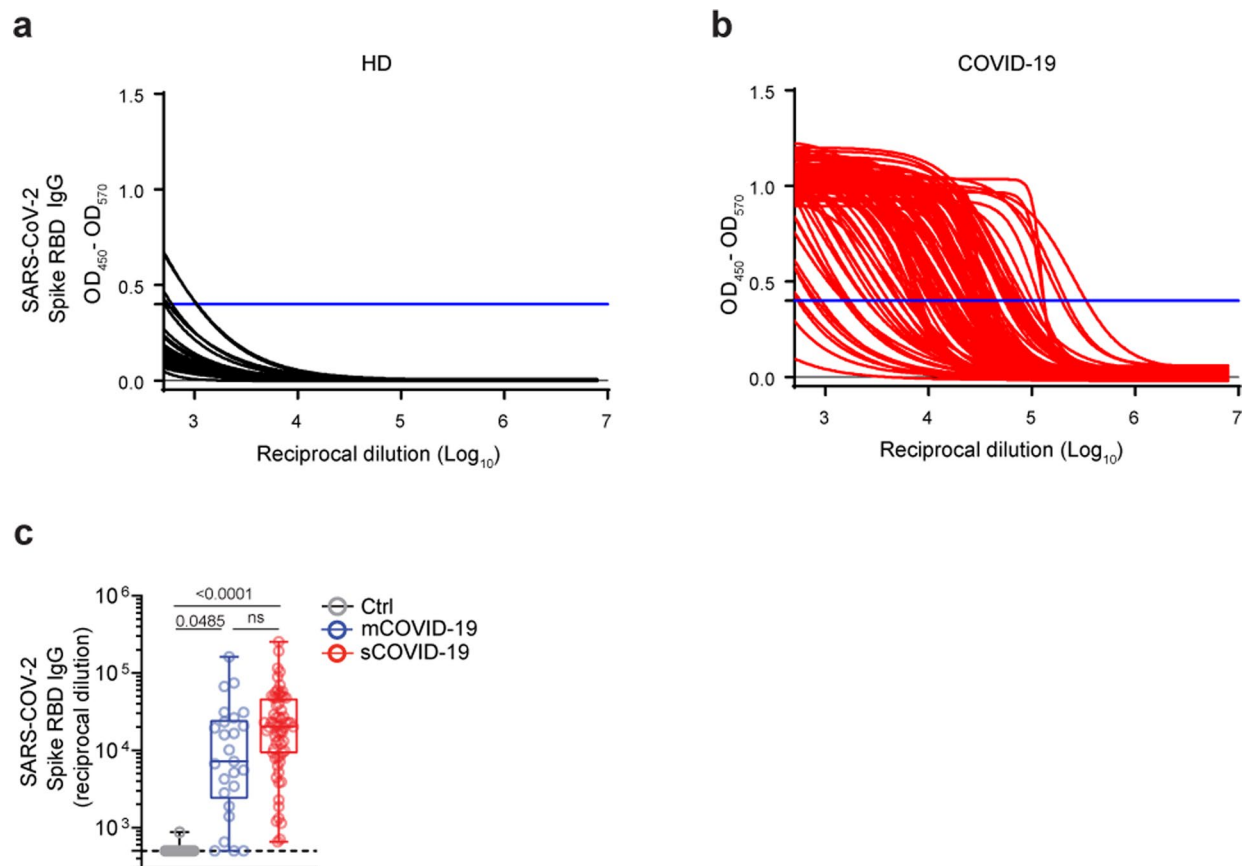 a
HD
SARS-CoV-2
Spike RBD IgG
OD450- OD570
1.5
1.0
0.5
0.0
3 4 5 6 7
Reciprocal dilution (Log10)
b
COVID-19
OD450- OD570
1.5
1.0
0.5
0.0
3 4 5 6 7
Reciprocal dilution (Log10)
c
SARS-COV-2
Spike RBD IgG
(reciprocal dilution)
10^6
10^5
10^4
10^3
<0.0001
0.0485 ns
Ctrl
mCOVID-19
sCOVID-19